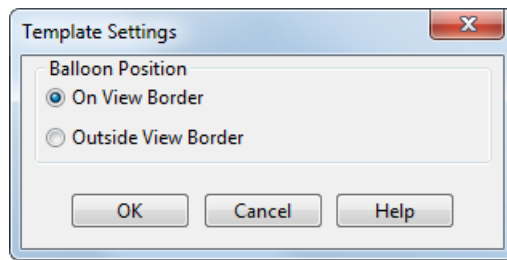 Template Settings
Balloon Position
On View Border
Outside View Border
OK Cancel Help